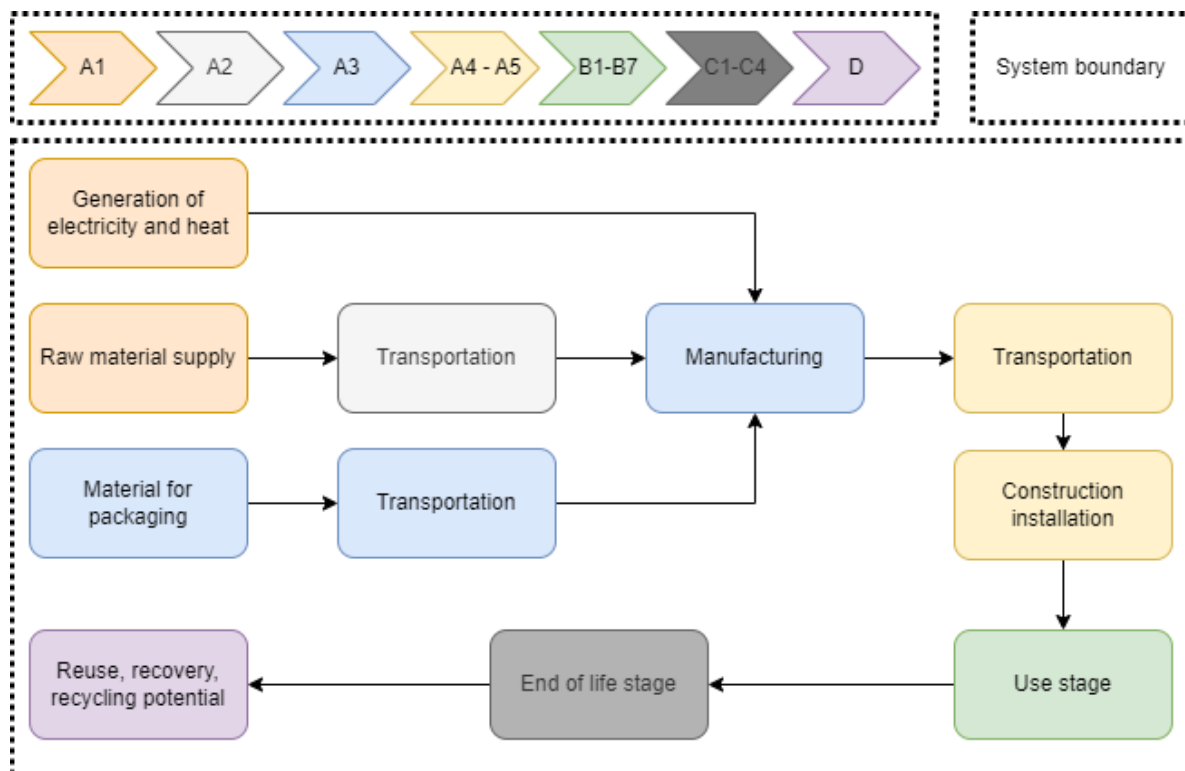 A1
A2
A3
A4 - A5
B1-B7
C1-C4
D
System boundary
Generation of
electricity and heat
Raw material supply
Transportation
Manufacturing
Transportation
Material for
packaging
Transportation
Construction
installation
Reuse, recovery,
recycling potential
End of life stage
Use stage